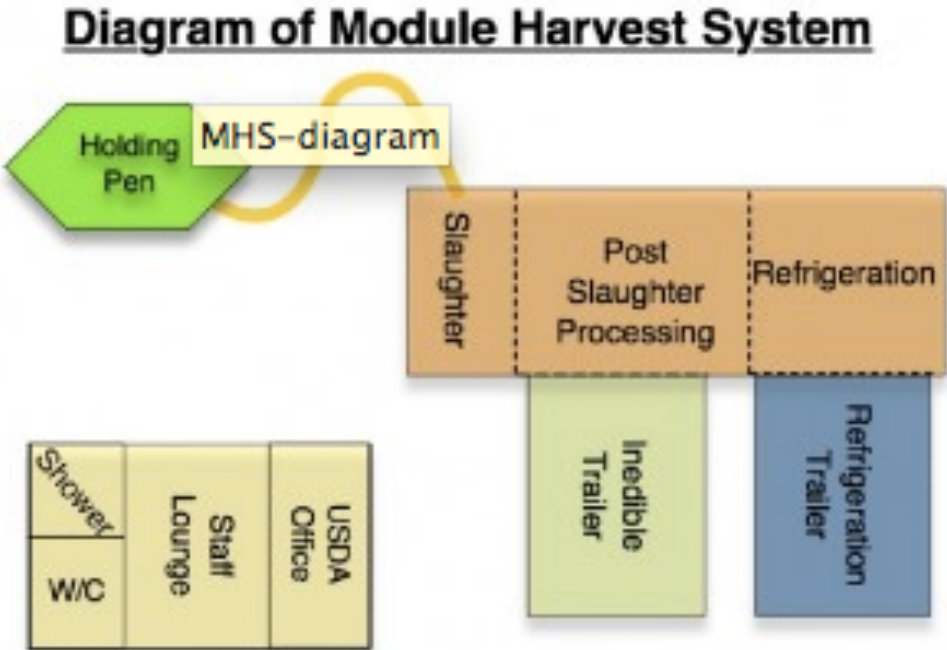 Diagram of Module Harvest System
Holding
Pen
MHS-diagram
Slaughter
Post
Slaughter
Processing
Refrigeration
Inedible
Trailer
Refrigeration
Trailer
Shower
W/C
Staff
Lounge
USDA
Office